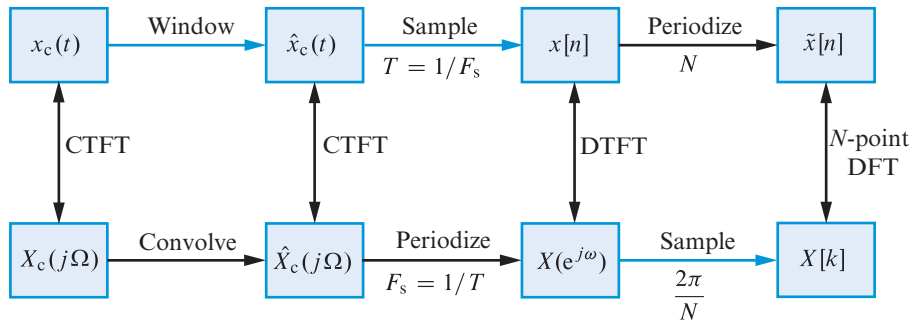 x_c(t) Window x̂_c(t) Sample x[n] Periodize x̃[n]
T = 1/F_s N
CTFT CTFT DTFT N-point
DFT
X_c(jΩ) Convolve X̂_c(jΩ) Periodize X(e^{jω}) Sample X[k]
F_s = 1/T 2π/N